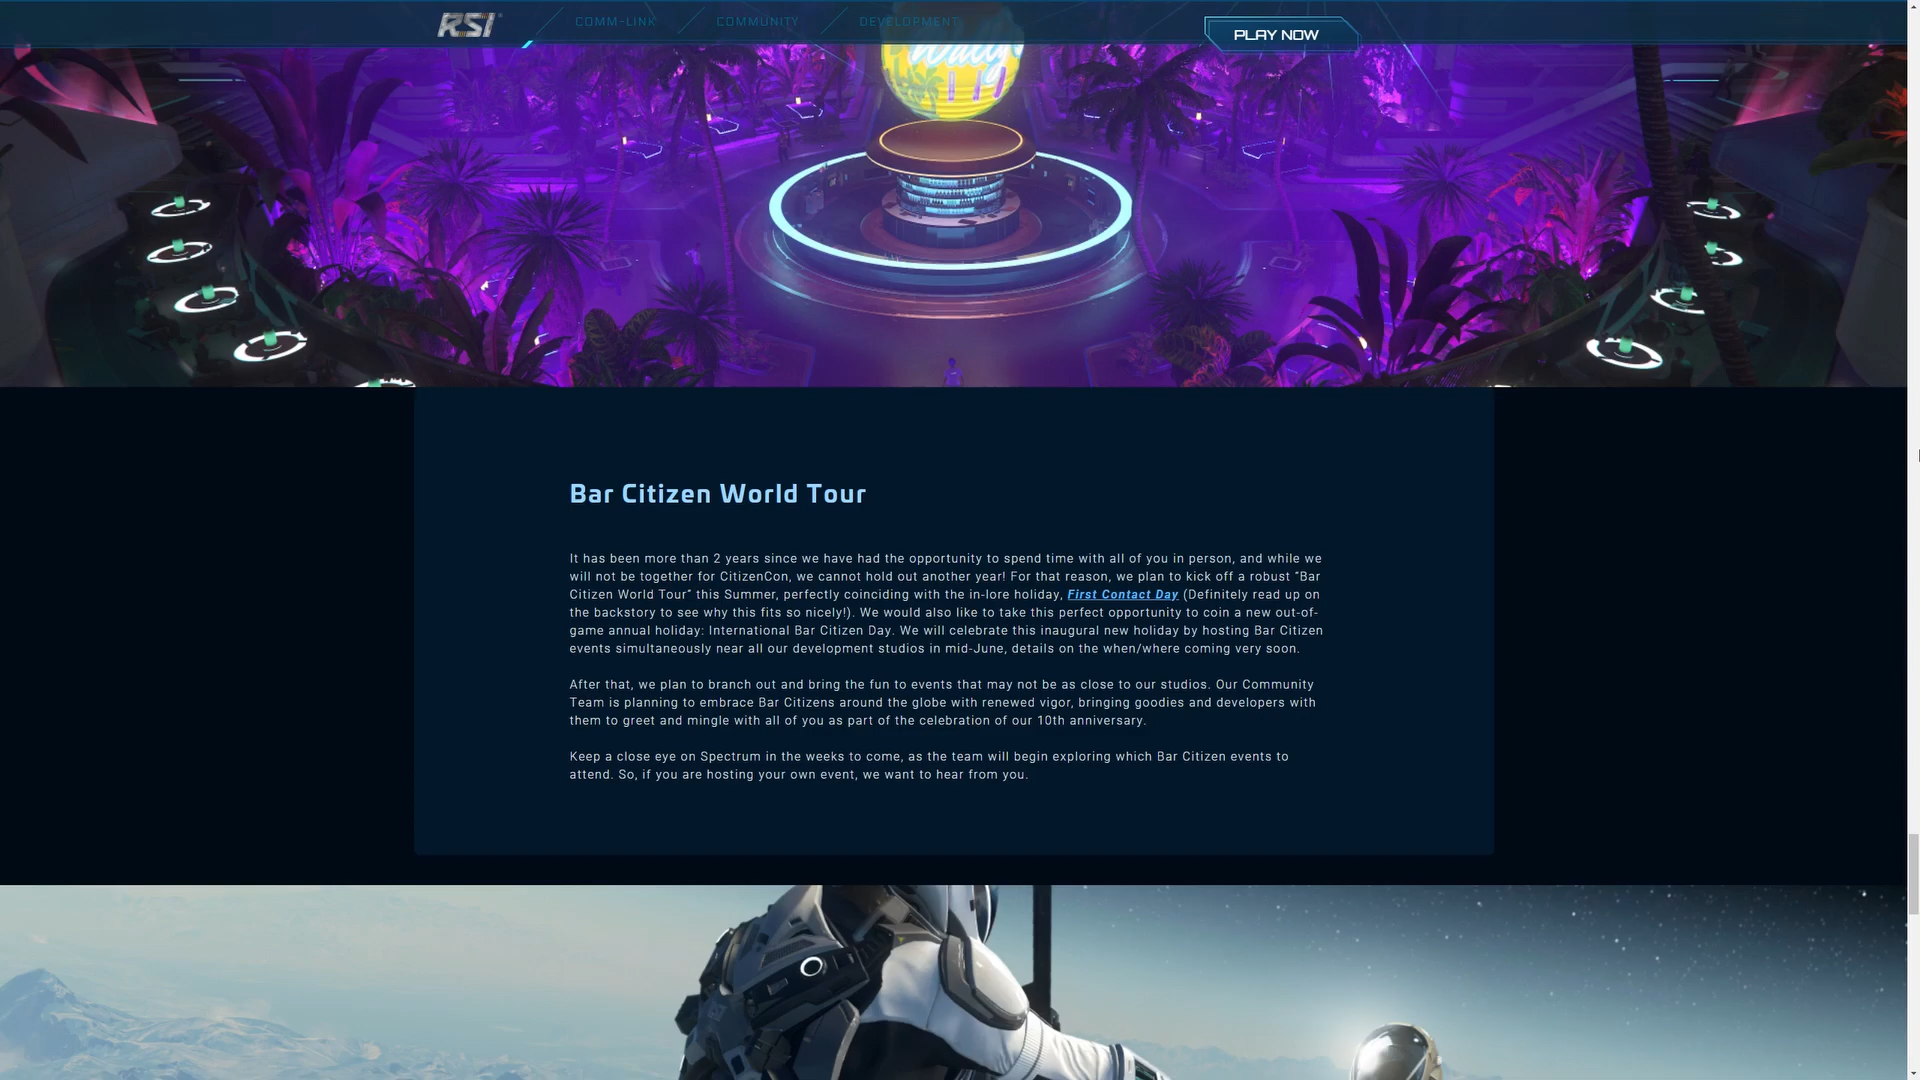 RSI
COMM-LINK
COMMUNITY
DEVELOPMENT
PLAY NOW
Wally's
Bar Citizen World Tour
It has been more than 2 years since we have had the opportunity to spend time with all of you in person, and while we
will not be together for CitizenCon, we cannot hold out another year! For that reason, we plan to kick off a robust “Bar
Citizen World Tour” this Summer, perfectly coinciding with the in-lore holiday, First Contact Day (Definitely read up on
the backstory to see why this fits so nicely!). We would also like to take this perfect opportunity to coin a new out-of-
game annual holiday: International Bar Citizen Day. We will celebrate this inaugural new holiday by hosting Bar Citizen
events simultaneously near all our development studios in mid-June, details on the when/where coming very soon.
After that, we plan to branch out and bring the fun to events that may not be as close to our studios. Our Community
Team is planning to embrace Bar Citizens around the globe with renewed vigor, bringing goodies and developers with
them to greet and mingle with all of you as part of the celebration of our 10th anniversary.
Keep a close eye on Spectrum in the weeks to come, as the team will begin exploring which Bar Citizen events to
attend. So, if you are hosting your own event, we want to hear from you.